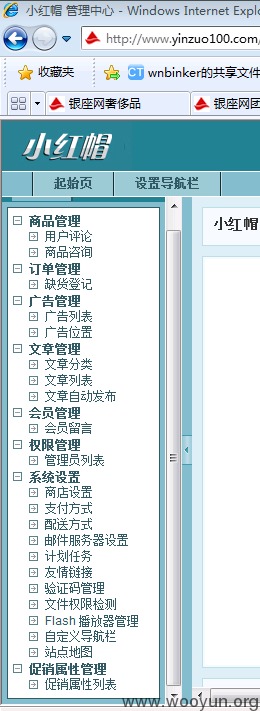 小红帽 管理中心 - Windows Internet Explo
http://www.yinzuo100.com/
收藏夹 CT wnbinker的共享文件
银座网奢侈品 银座网团
小红帽
起始页 设置导航栏
小红帽
商品管理
用户评论
商品咨询
订单管理
缺货登记
广告管理
广告列表
广告位置
文章管理
文章分类
文章列表
文章自动发布
会员管理
会员留言
权限管理
管理员列表
系统设置
商店设置
支付方式
配送方式
邮件服务器设置
计划任务
友情链接
验证码管理
文件权限检测
Flash 播放器管理
自定义导航栏
站点地图
促销属性管理
促销属性列表
www.wooyun.org